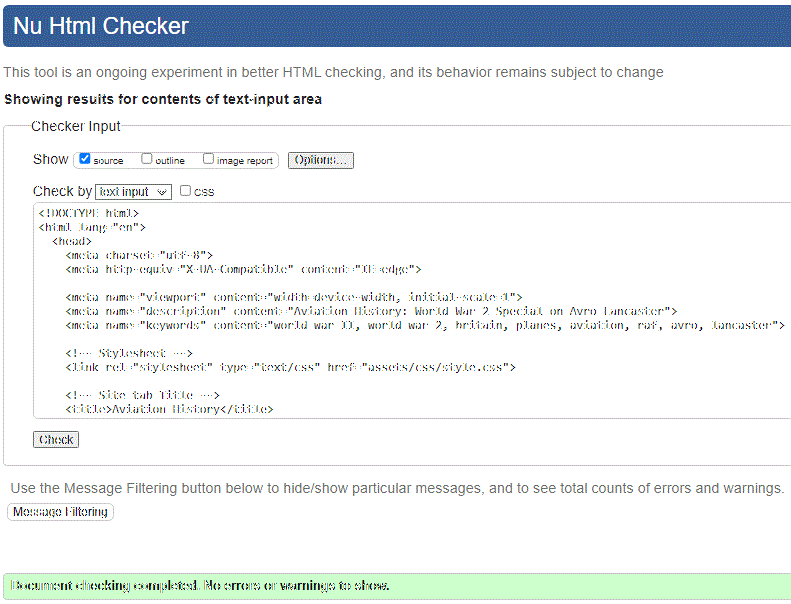 Nu Html Checker
This tool is an ongoing experiment in better HTML checking, and its behavior remains subject to change
Showing results for contents of text-input area
Checker Input
Show source outline image report Options...
Check by text input css
<!DOCTYPE html>
<html lang="en">
<head>
<meta charset="utf-8">
<meta http-equiv="X-UA-Compatible" content="IE=edge">
<meta name="viewport" content="width=device-width, initial-scale=1">
<meta name="description" content="Aviation History: World War 2 Special on Avro Lancaster">
<meta name="keywords" content="world war II, world war 2, britain, planes, aviation, raf, avro, lancaster">
<!-- Stylesheet -->
<link rel="stylesheet" type="text/css" href="assets/css/style.css">
<!-- Site tab Title -->
<title>Aviation History</title>
Check
Use the Message Filtering button below to hide/show particular messages, and to see total counts of errors and warnings.
Message Filtering
Document checking completed. No errors or warnings to show.